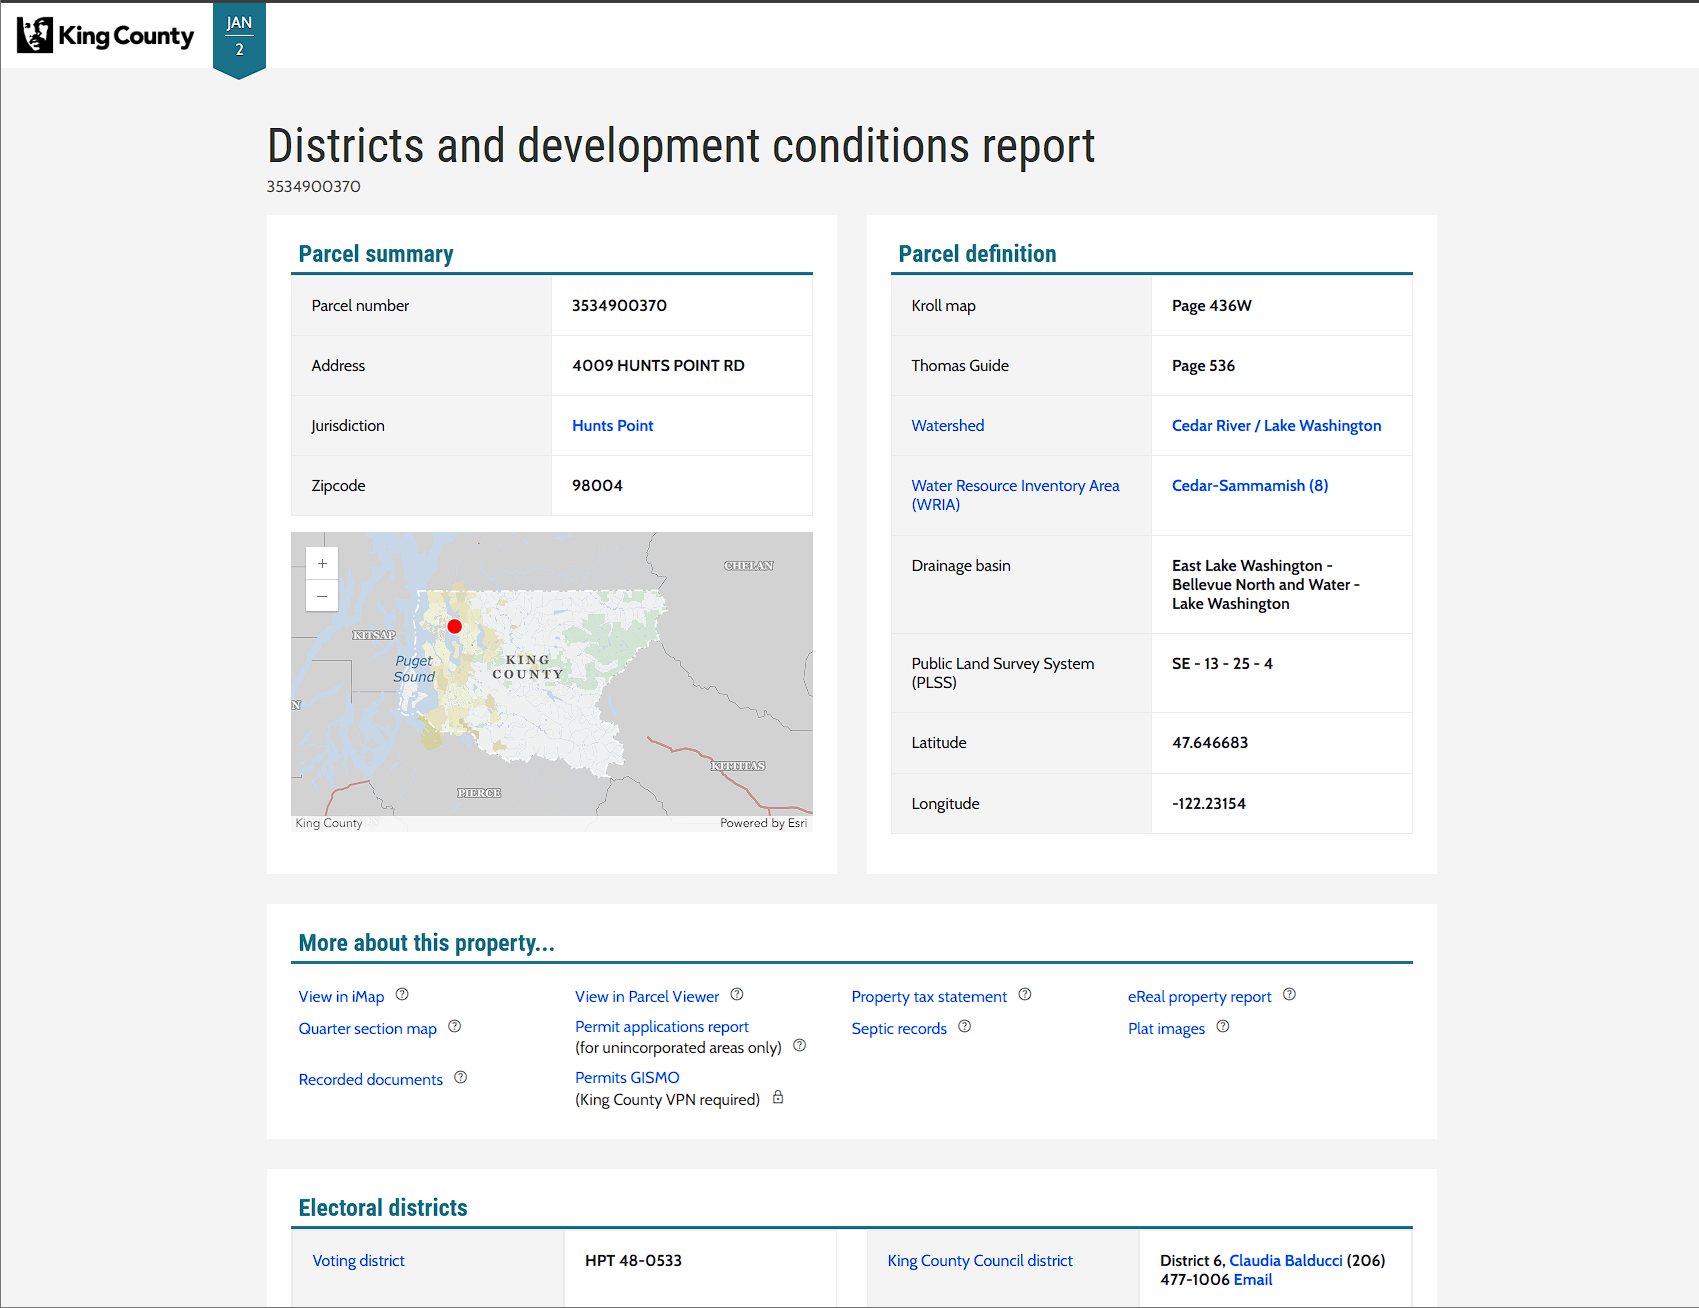 King County
JAN
2
Districts and development conditions report
3534900370
Parcel summary
Parcel number 3534900370
Address 4009 HUNTS POINT RD
Jurisdiction Hunts Point
Zipcode 98004
+
−
CHELAN
KITSAP
Puget
Sound
KING
COUNTY
N
KITTITAS
PIERCE
King County
Powered by Esri
Parcel definition
Kroll map Page 436W
Thomas Guide Page 536
Watershed Cedar River / Lake Washington
Water Resource Inventory Area
(WRIA)
Cedar-Sammamish (8)
Drainage basin
East Lake Washington -
Bellevue North and Water -
Lake Washington
Public Land Survey System
(PLSS)
SE - 13 - 25 - 4
Latitude 47.646683
Longitude -122.23154
More about this property...
View in iMap ?
View in Parcel Viewer ?
Property tax statement ?
eReal property report ?
Quarter section map ?
Permit applications report
(for unincorporated areas only) ?
Septic records ?
Plat images ?
Recorded documents ?
Permits GISMO
(King County VPN required)
Electoral districts
Voting district HPT 48-0533
King County Council district
District 6, Claudia Balducci (206)
477-1006 Email